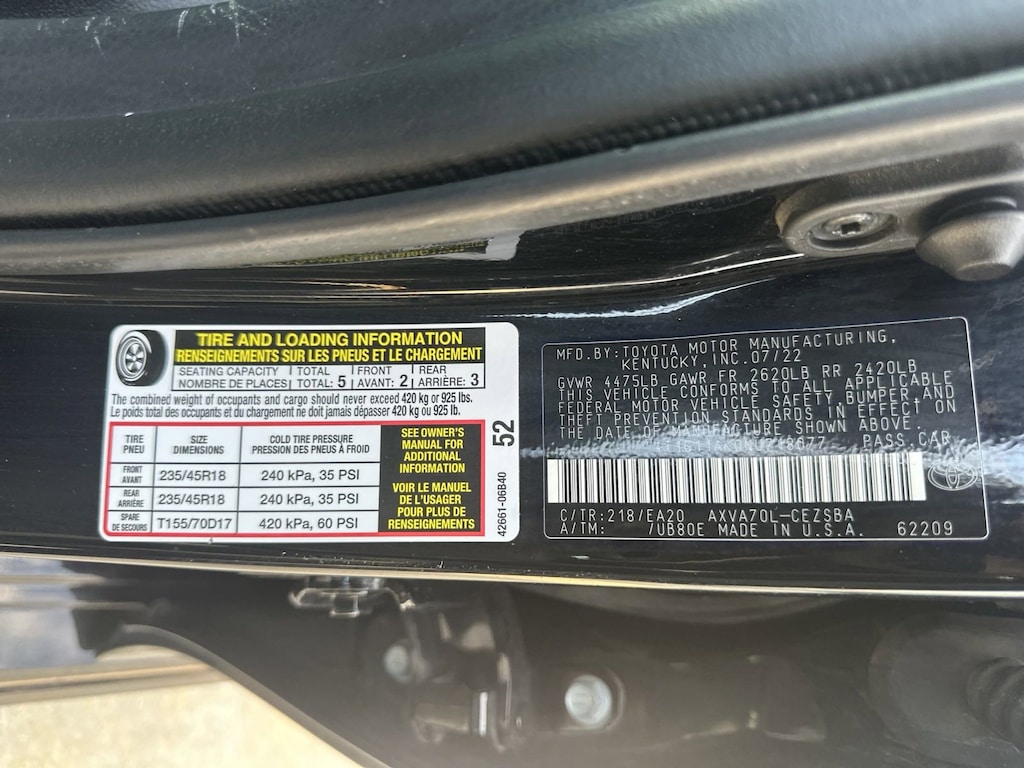 TIRE AND LOADING INFORMATION
RENSEIGNEMENTS SUR LES PNEUS ET LE CHARGEMENT
SEATING CAPACITY TOTAL FRONT REAR
NOMBRE DE PLACES TOTAL: 5 AVANT: 2 ARRIÈRE: 3
The combined weight of occupants and cargo should never exceed 420 kg or 925 lbs.
Le poids total des occupants et du chargement ne doit jamais dépasser 420 kg ou 925 lb.
TIRE SIZE COLD TIRE PRESSURE
PNEU DIMENSIONS PRESSION DES PNEUS À FROID
FRONT
AVANT 235/45R18 240 kPa, 35 PSI
REAR
ARRIÈRE 235/45R18 240 kPa, 35 PSI
SPARE
DE SECOURS T155/70D17 420 kPa, 60 PSI
SEE OWNER'S
MANUAL FOR
ADDITIONAL
INFORMATION
VOIR LE MANUEL
DE L'USAGER
POUR PLUS DE
RENSEIGNEMENTS
52
42661-06B40
MFD.BY:TOYOTA MOTOR MANUFACTURING,
KENTUCKY, INC.07/22
GVWR 4475LB GAWR FR 2620LB RR 2420LB
THIS VEHICLE CONFORMS TO ALL APPLICABLE
FEDERAL MOTOR VEHICLE SAFETY, BUMPER,AND
THEFT PREVENTION STANDARDS IN EFFECT ON
THE DATE OF MANUFACTURE SHOWN ABOVE.
PASS.CAR
C/TR:218/EA20 AXVA70L-CEZSBA
A/TM: /UB80E MADE IN U.S.A. 62209